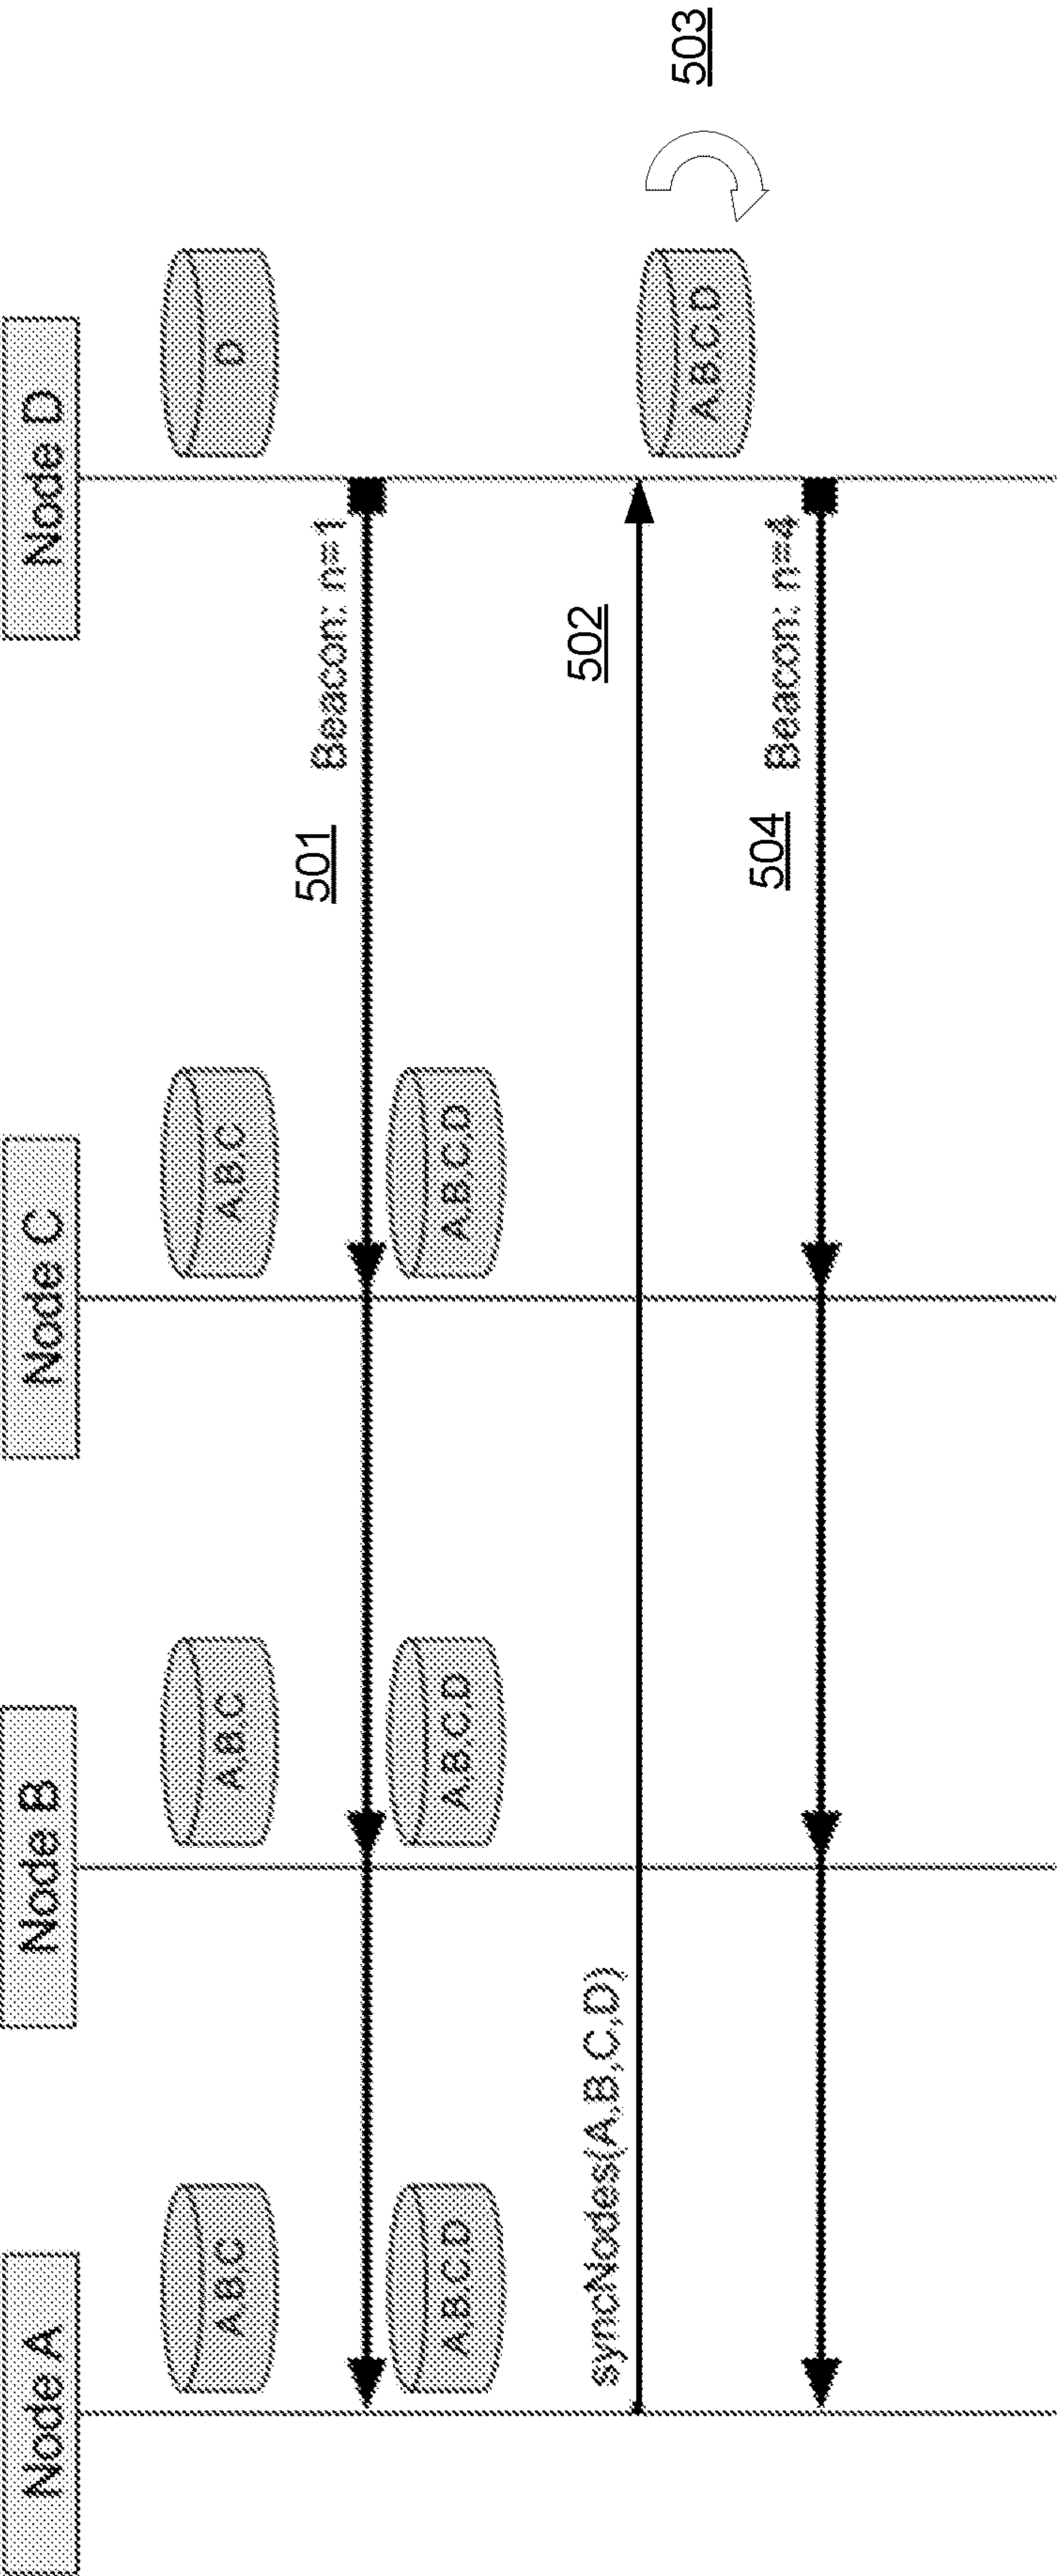 Node A
Node B
Node C
Node D
A,B,C
A,B,C
A,B,C
D
501
Beacon: n=1
A,B,C,D
A,B,C,D
A,B,C,D
syncNodes(A,B,C,D)
502
A,B,C,D
503
504
Beacon: n=4